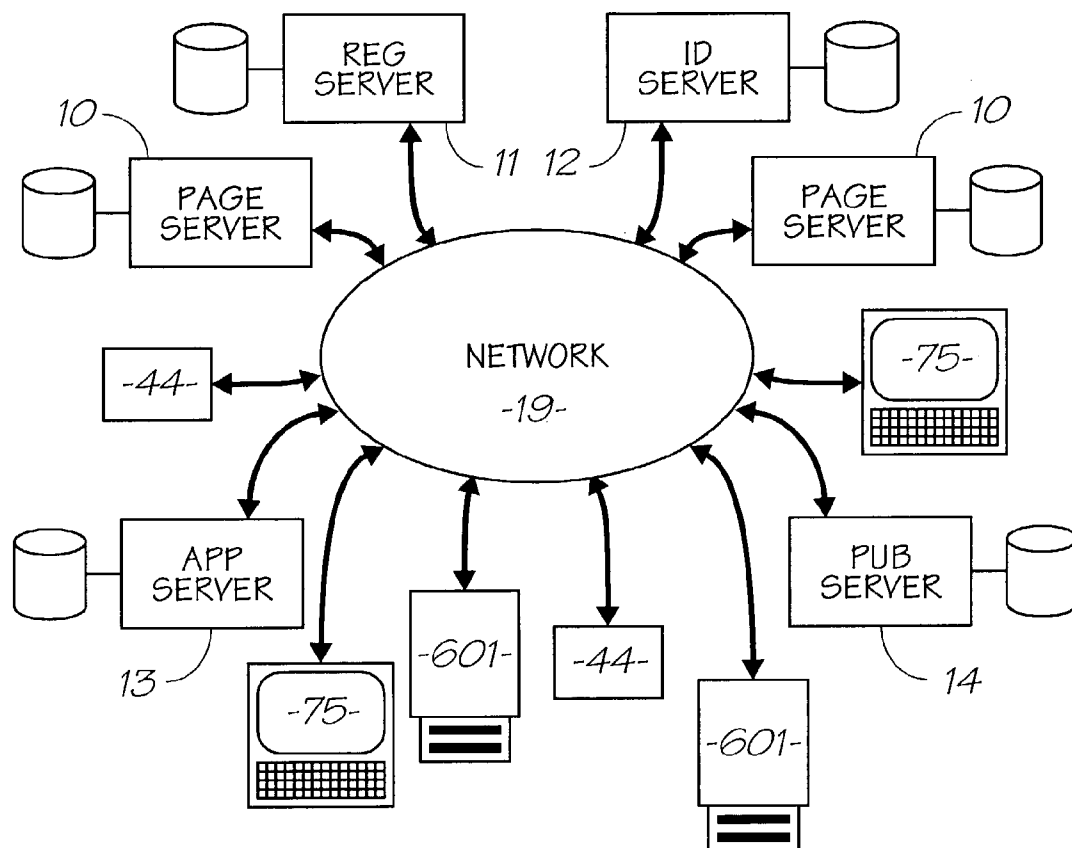 REG
SERVER
ID
SERVER
10
11
12
10
PAGE
SERVER
PAGE
SERVER
-44-
NETWORK
-19-
-75-
APP
SERVER
PUB
SERVER
13
-75-
-601-
-44-
-601-
14